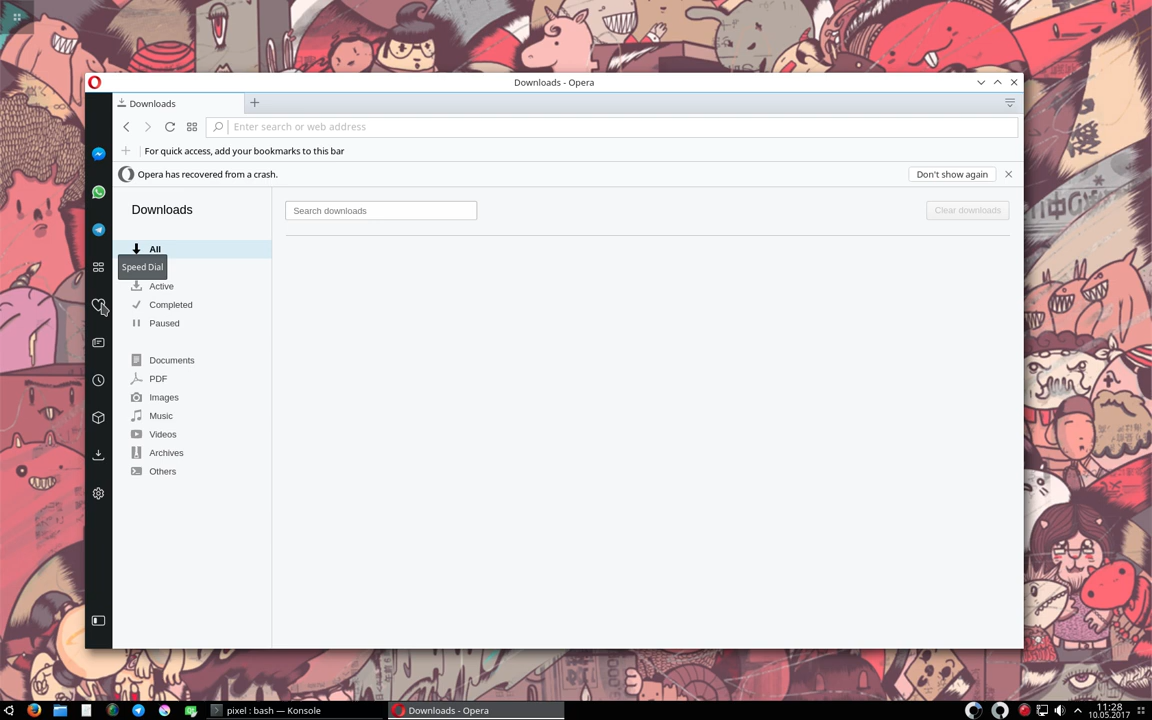 Downloads - Opera
Downloads
Enter search or web address
For quick access, add your bookmarks to this bar
Opera has recovered from a crash.
Don't show again
Downloads
Search downloads
Clear downloads
All
Speed Dial
Active
Completed
Paused
Documents
PDF
Images
Music
Videos
Archives
Others
pixel : bash — Konsole
Downloads - Opera
11:28
10.05.2017